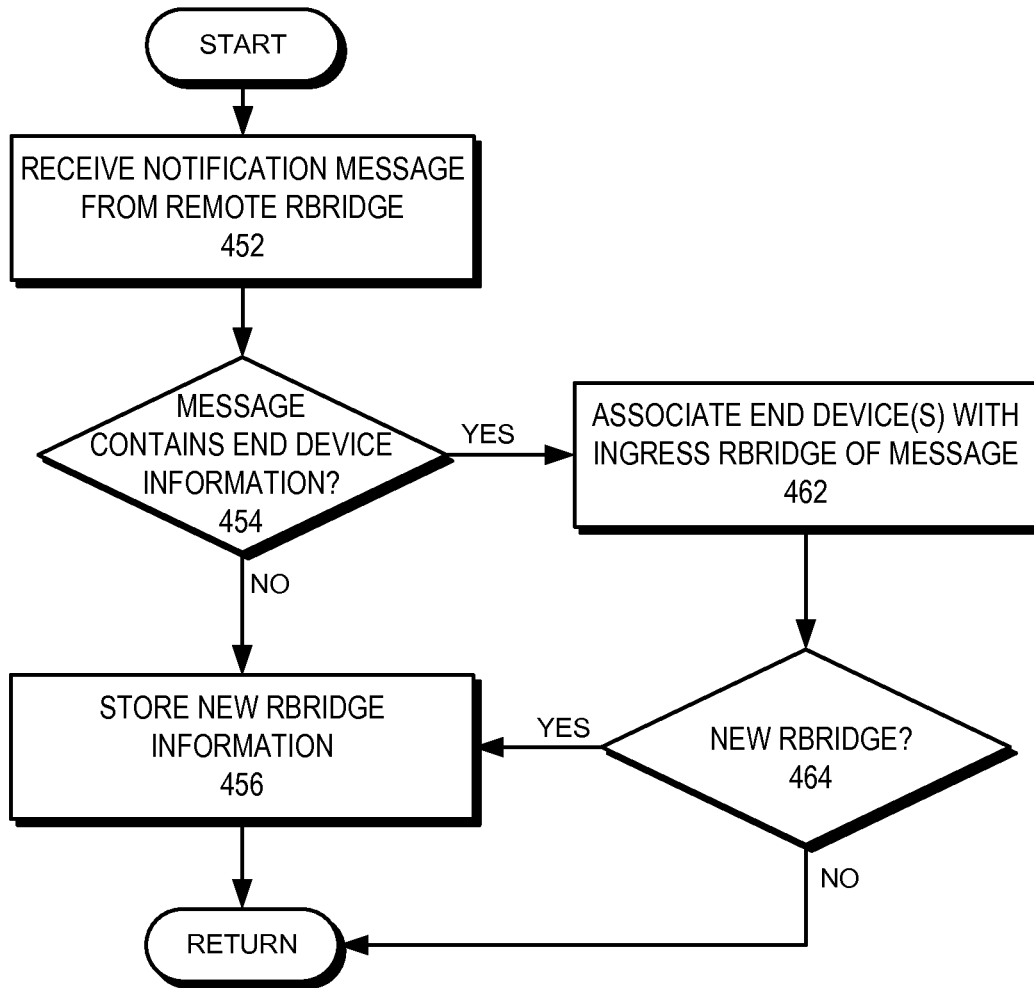 START
RECEIVE NOTIFICATION MESSAGE
FROM REMOTE RBRIDGE
452
MESSAGE
CONTAINS END DEVICE
INFORMATION?
454
YES
ASSOCIATE END DEVICE(S) WITH
INGRESS RBRIDGE OF MESSAGE
462
NO
STORE NEW RBRIDGE
INFORMATION
456
YES
NEW RBRIDGE?
464
NO
RETURN